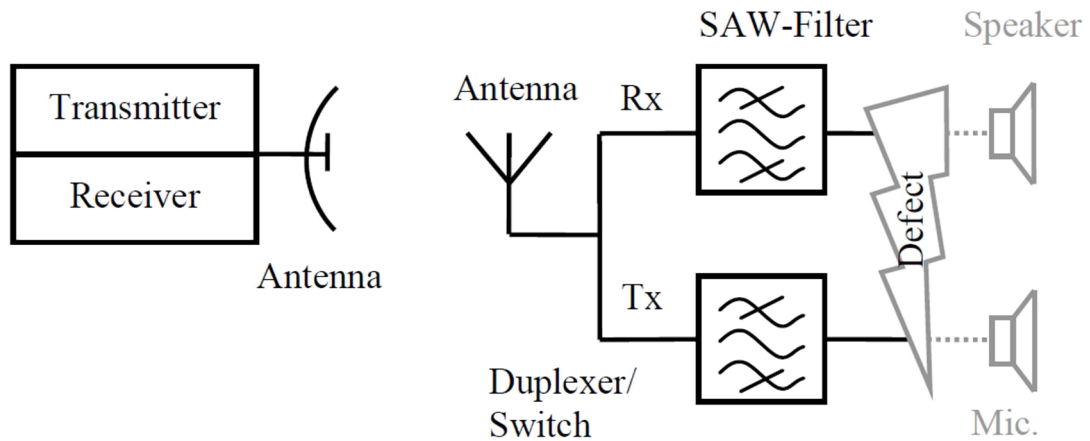 Transmitter
Receiver
Antenna
Antenna
Rx
Tx
Duplexer/
Switch
SAW-Filter
Defect
Speaker
Mic.